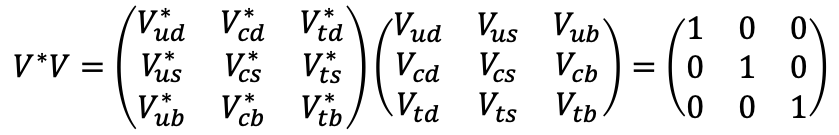 V*V = (V*ud V*cd V*td ; V*us V*cs V*ts ; V*ub V*cb V*tb) (Vud Vus Vub ; Vcd Vcs Vcb ; Vtd Vts Vtb) = (1 0 0 ; 0 1 0 ; 0 0 1)